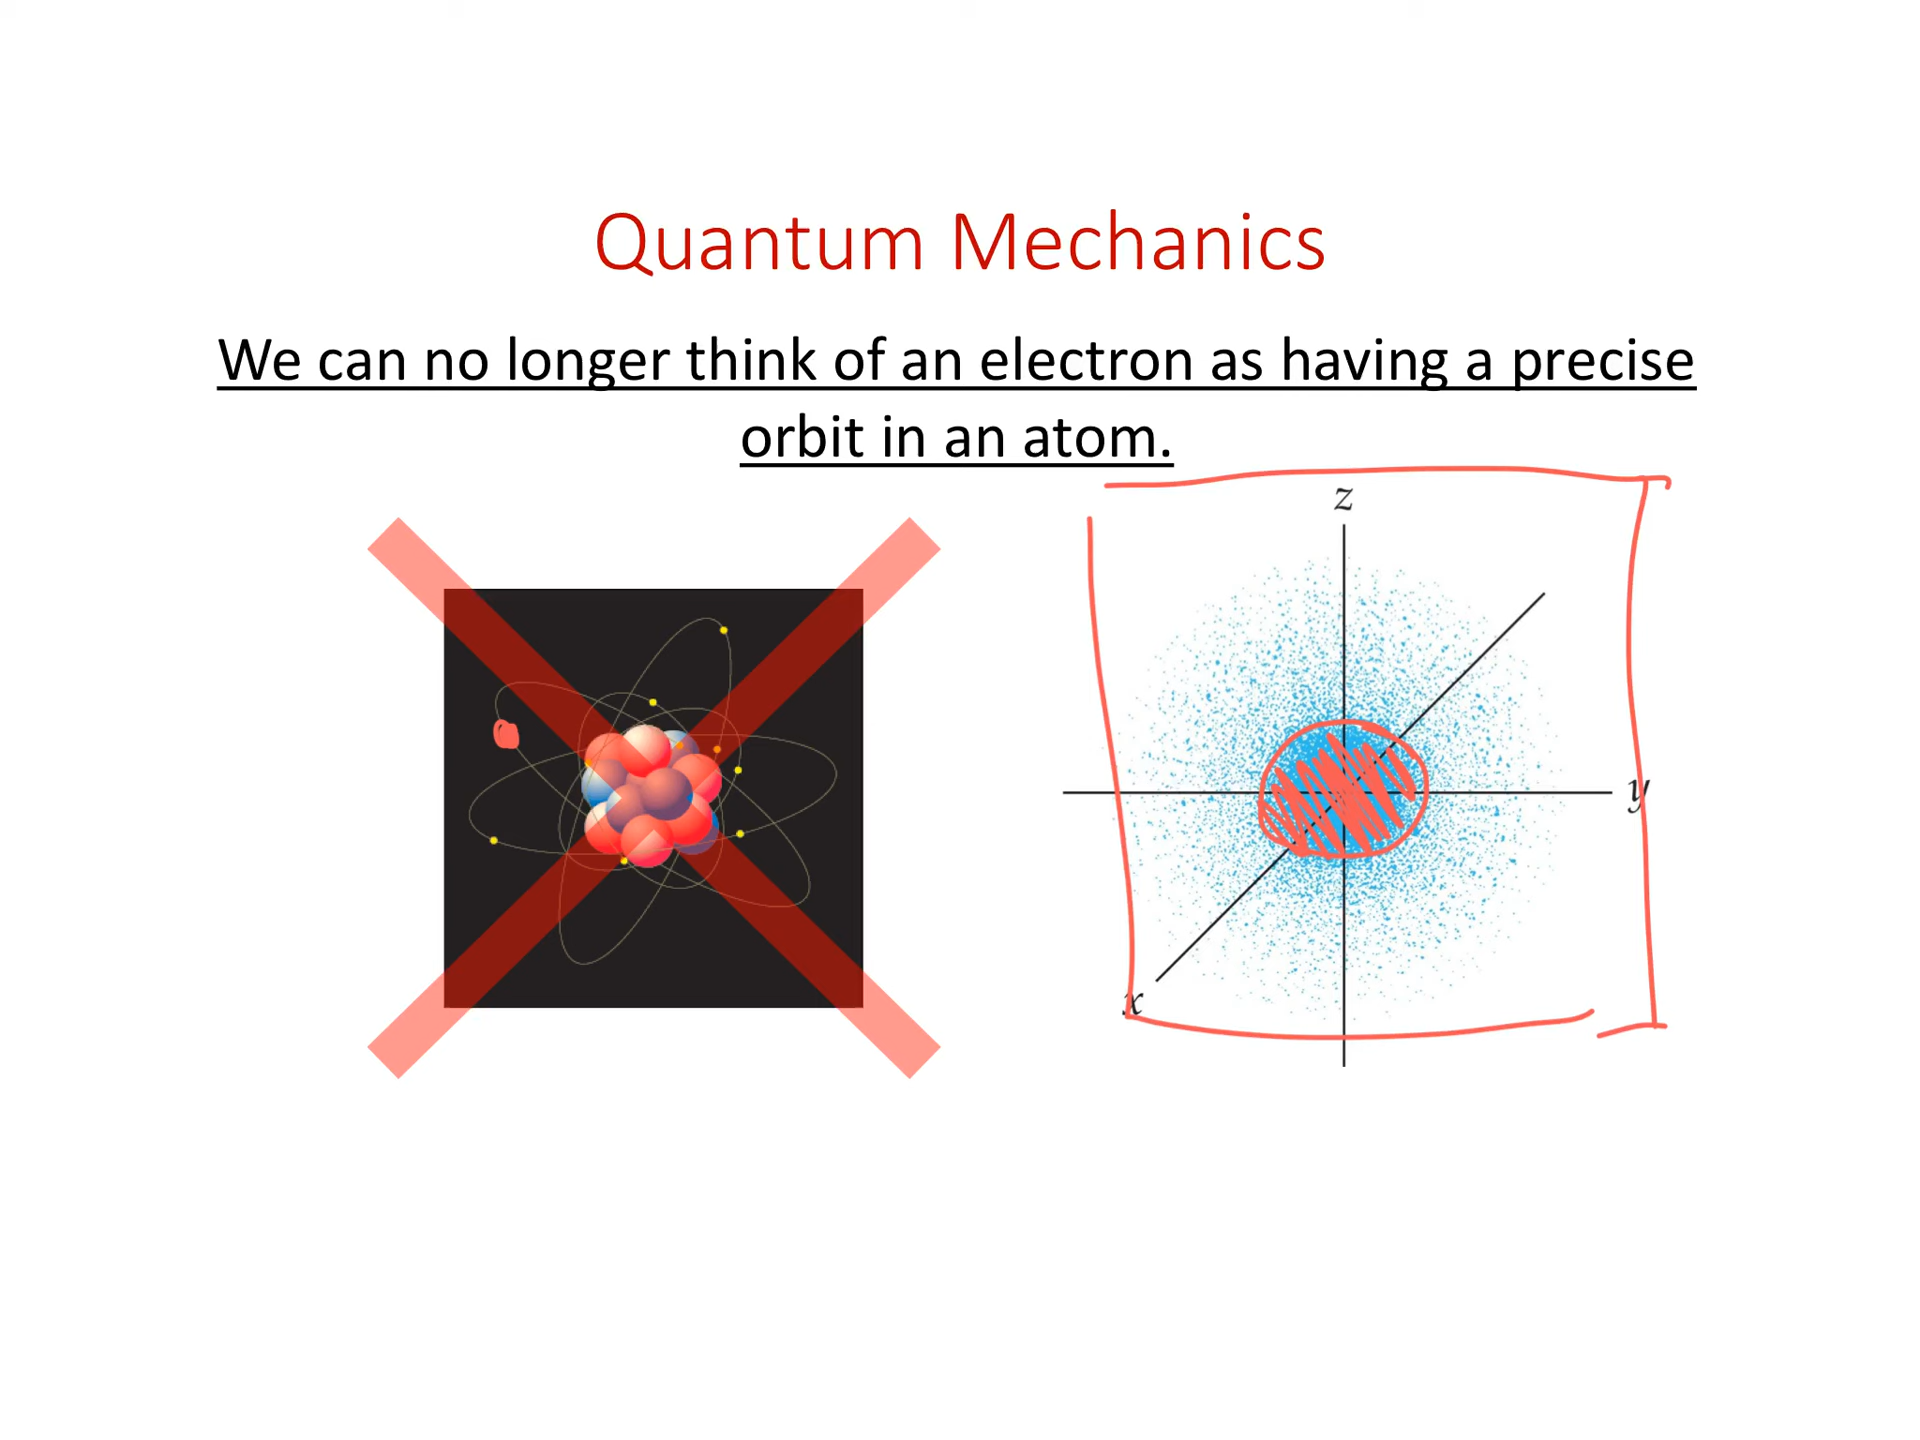 Quantum Mechanics
We can no longer think of an electron as having a precise
orbit in an atom.
z
y
x